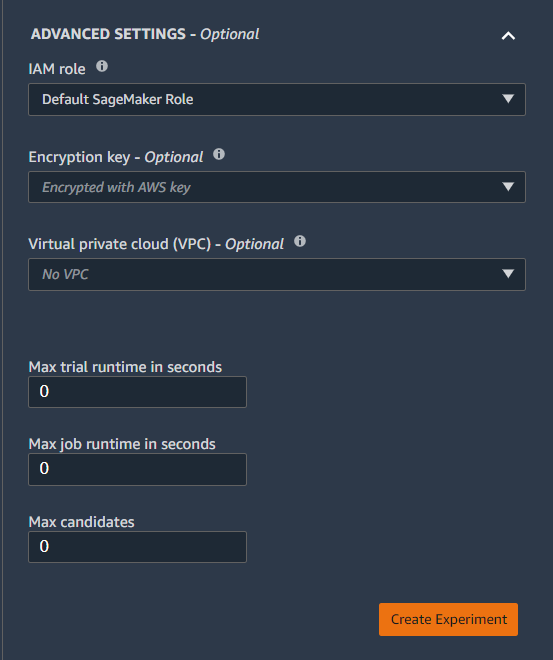 ADVANCED SETTINGS - Optional
IAM role
Default SageMaker Role
Encryption key - Optional
Encrypted with AWS key
Virtual private cloud (VPC) - Optional
No VPC
Max trial runtime in seconds
0
Max job runtime in seconds
0
Max candidates
0
Create Experiment